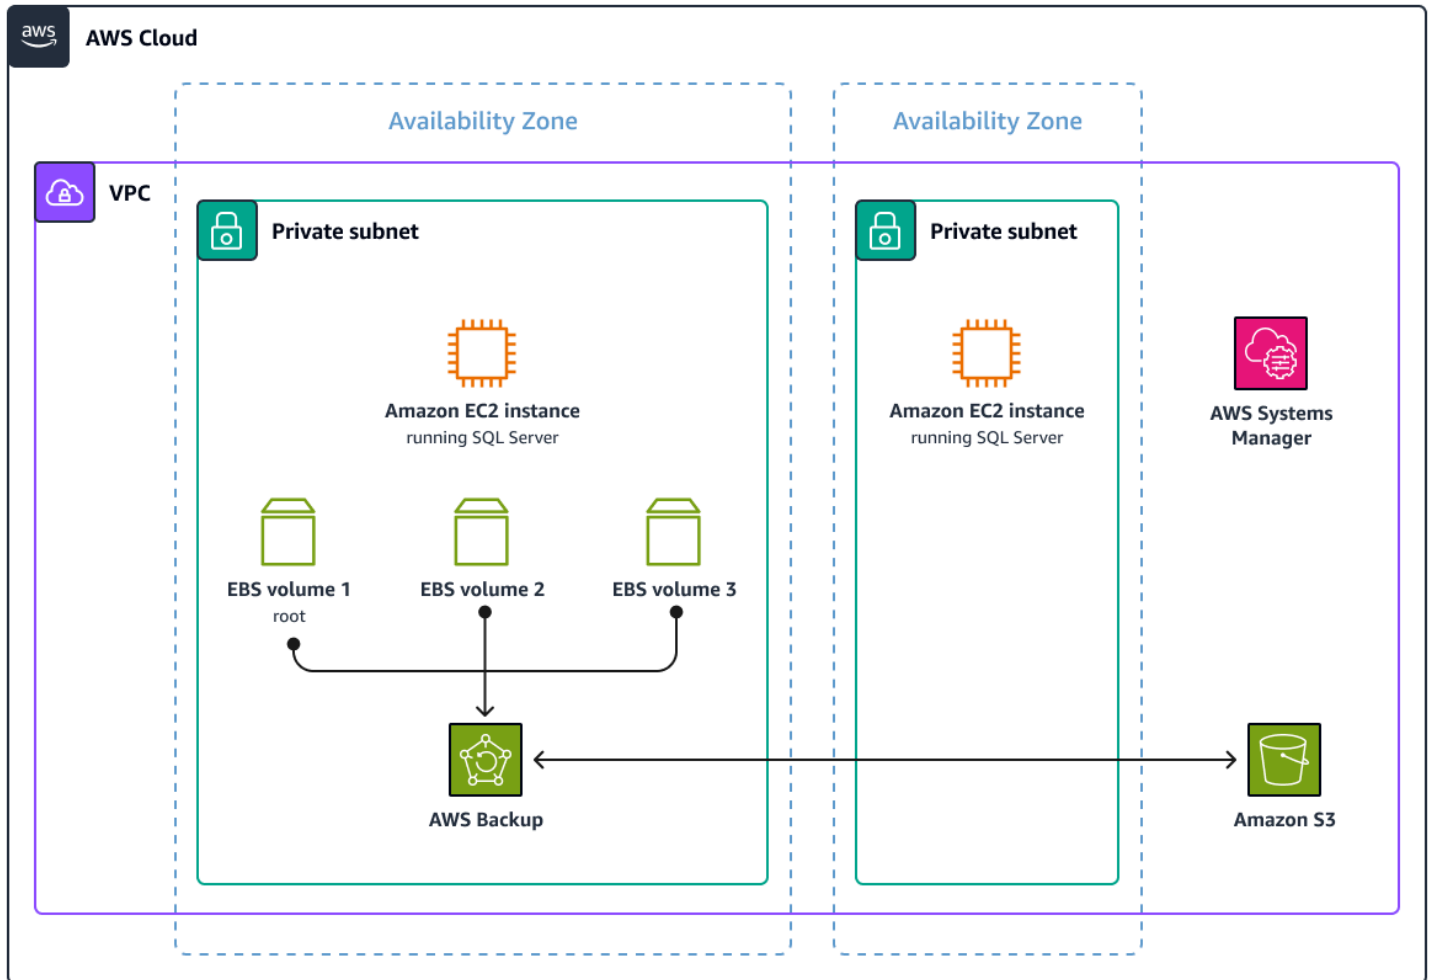 aws
AWS Cloud
Availability Zone
Availability Zone
VPC
Private subnet
Private subnet
Amazon EC2 instance
running SQL Server
Amazon EC2 instance
running SQL Server
AWS Systems
Manager
EBS volume 1
root
EBS volume 2
EBS volume 3
AWS Backup
Amazon S3